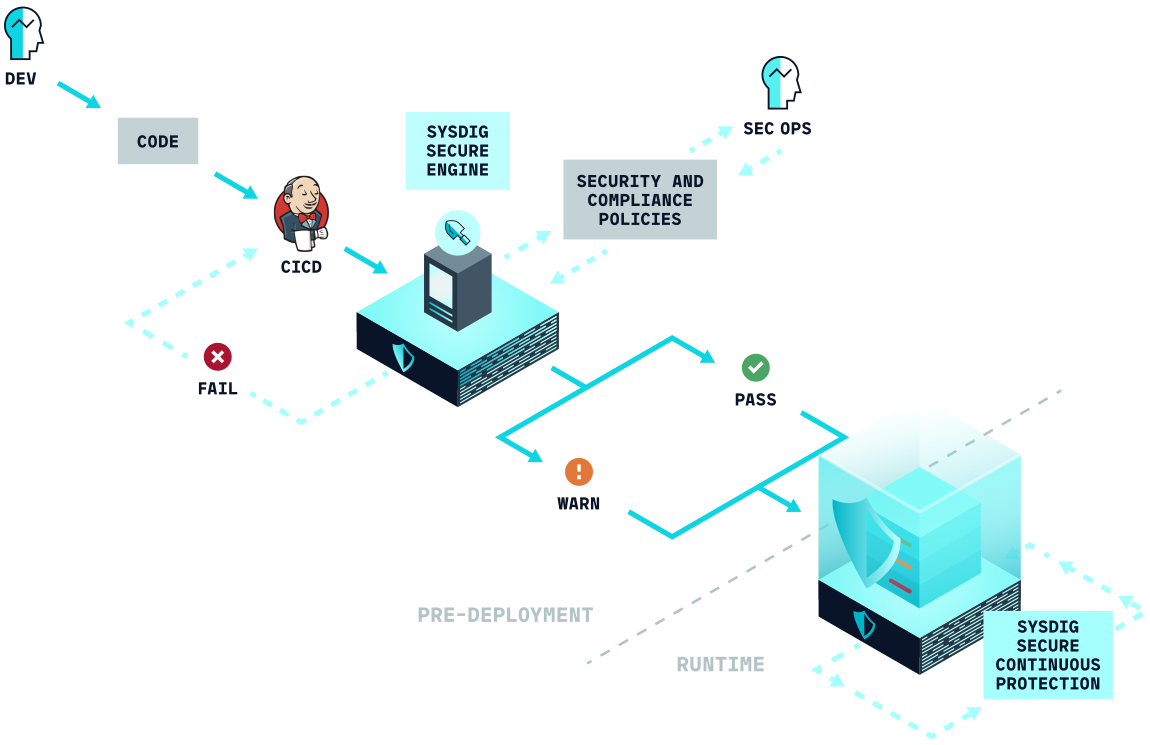 DEV
CODE
CICD
SYSDIG
SECURE
ENGINE
SEC OPS
SECURITY AND
COMPLIANCE
POLICIES
FAIL
PASS
WARN
PRE-DEPLOYMENT
RUNTIME
SYSDIG
SECURE
CONTINUOUS
PROTECTION